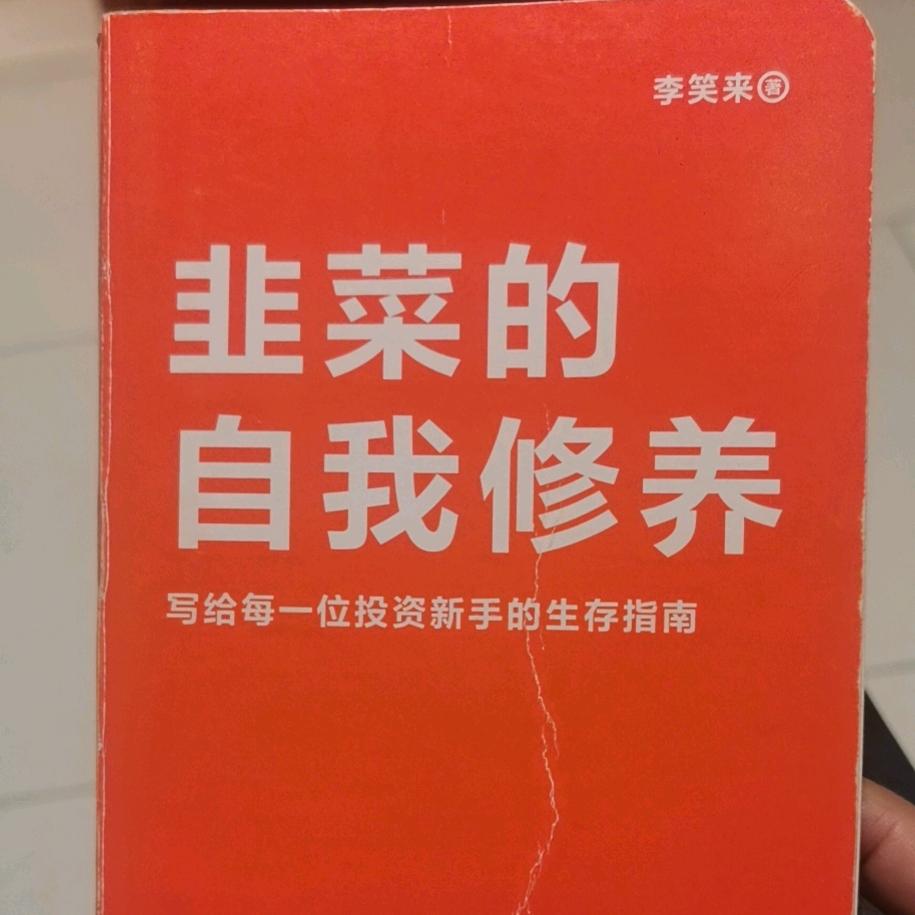 李笑来 著
韭菜的
自我修养
写给每一位投资新手的生存指南